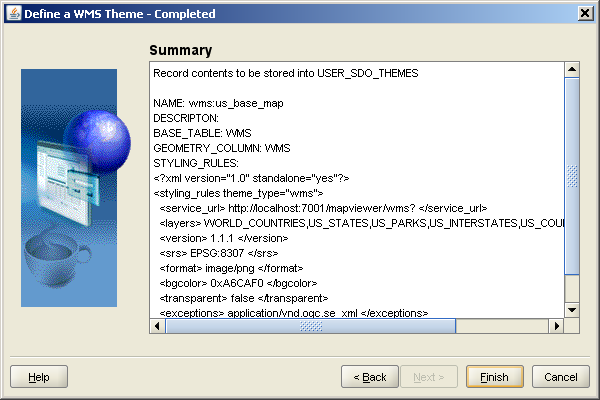 Define a WMS Theme - Completed
Summary
Record contents to be stored into USER_SDO_THEMES
NAME: wms:us_base_map
DESCRIPTON:
BASE_TABLE: WMS
GEOMETRY_COLUMN: WMS
STYLING_RULES:
<?xml version="1.0" standalone="yes"?>
<styling_rules theme_type="wms">
<service_url> http://localhost:7001/mapviewer/wms? </service_url>
<layers> WORLD_COUNTRIES,US_STATES,US_PARKS,US_INTERSTATES,US_COU
<version> 1.1.1 </version>
<srs> EPSG:8307 </srs>
<format> image/png </format>
<bgcolor> 0xA6CAF0 </bgcolor>
<transparent> false </transparent>
<exceptions> application/vnd.ogc.se_xml </exceptions>
Help < Back Next > Finish Cancel